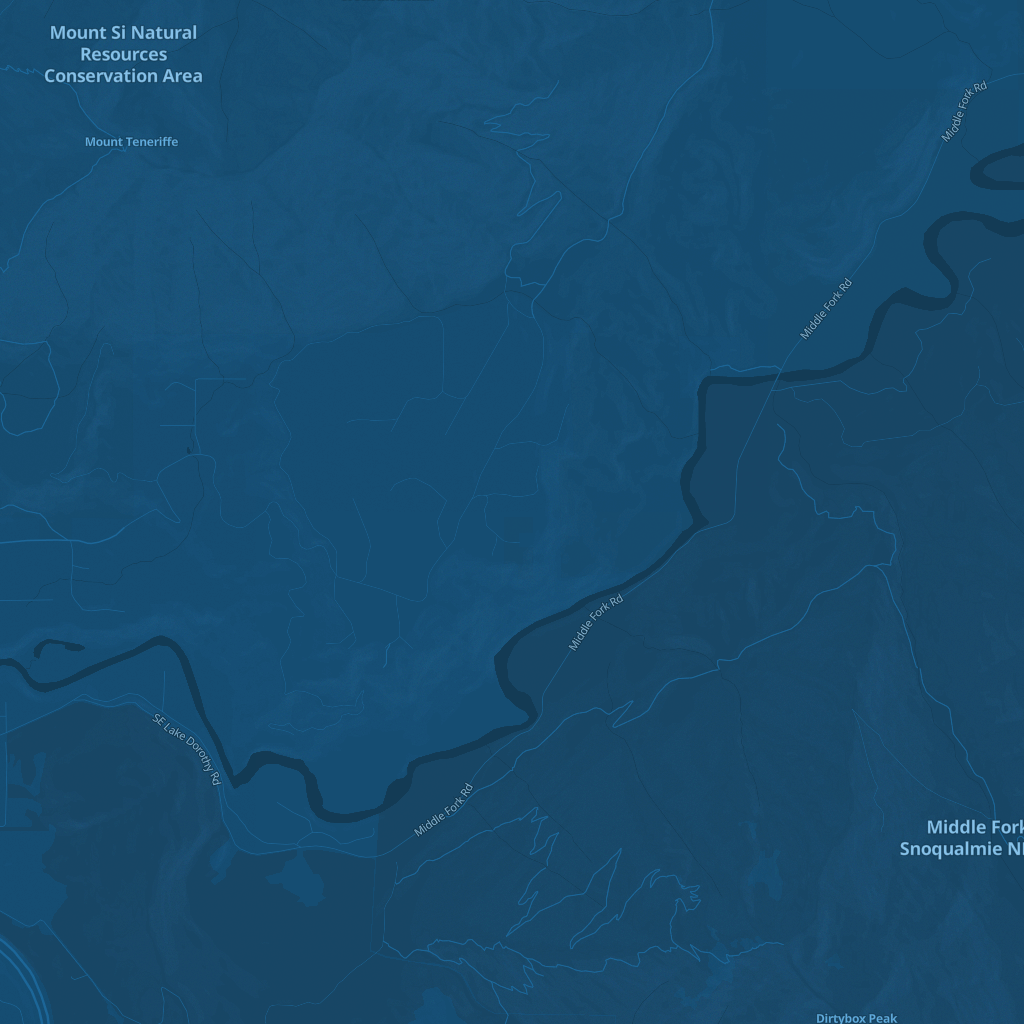 Mount Si Natural
Resources
Conservation Area
Middle Fork Rd
Mount Teneriffe
Middle Fork Rd
Middle Fork Rd
SE Lake Dorothy Rd
Middle Fork Rd
Middle Fork
Snoqualmie
Dirtybox Peak